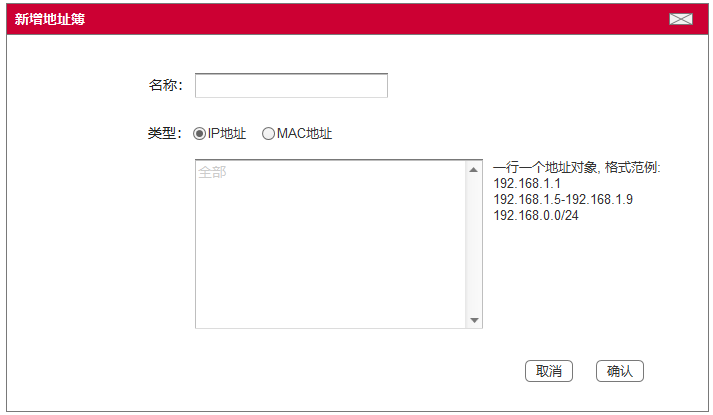 新增地址簿
名称：
类型： IP地址 MAC地址
全部
一行一个地址对象, 格式范例:
192.168.1.1
192.168.1.5-192.168.1.9
192.168.0.0/24
取消 确认